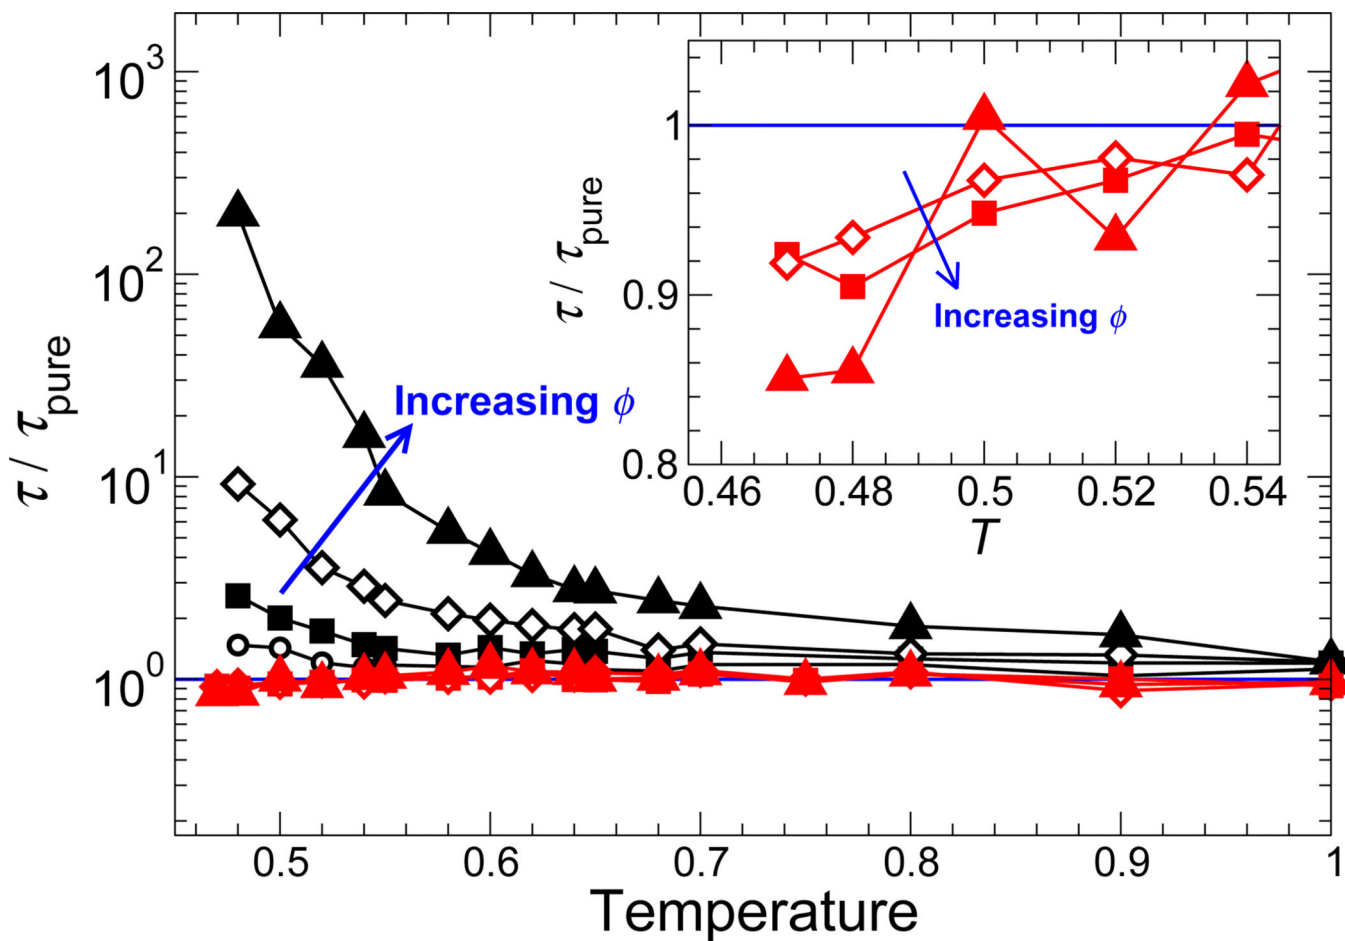 10³
10²
10¹
10⁰
τ / τpure
Increasing ϕ
0.5 0.6 0.7 0.8 0.9 1
Temperature
1
0.9
0.8
τ / τpure
Increasing ϕ
0.46 0.48 0.5 0.52 0.54
T